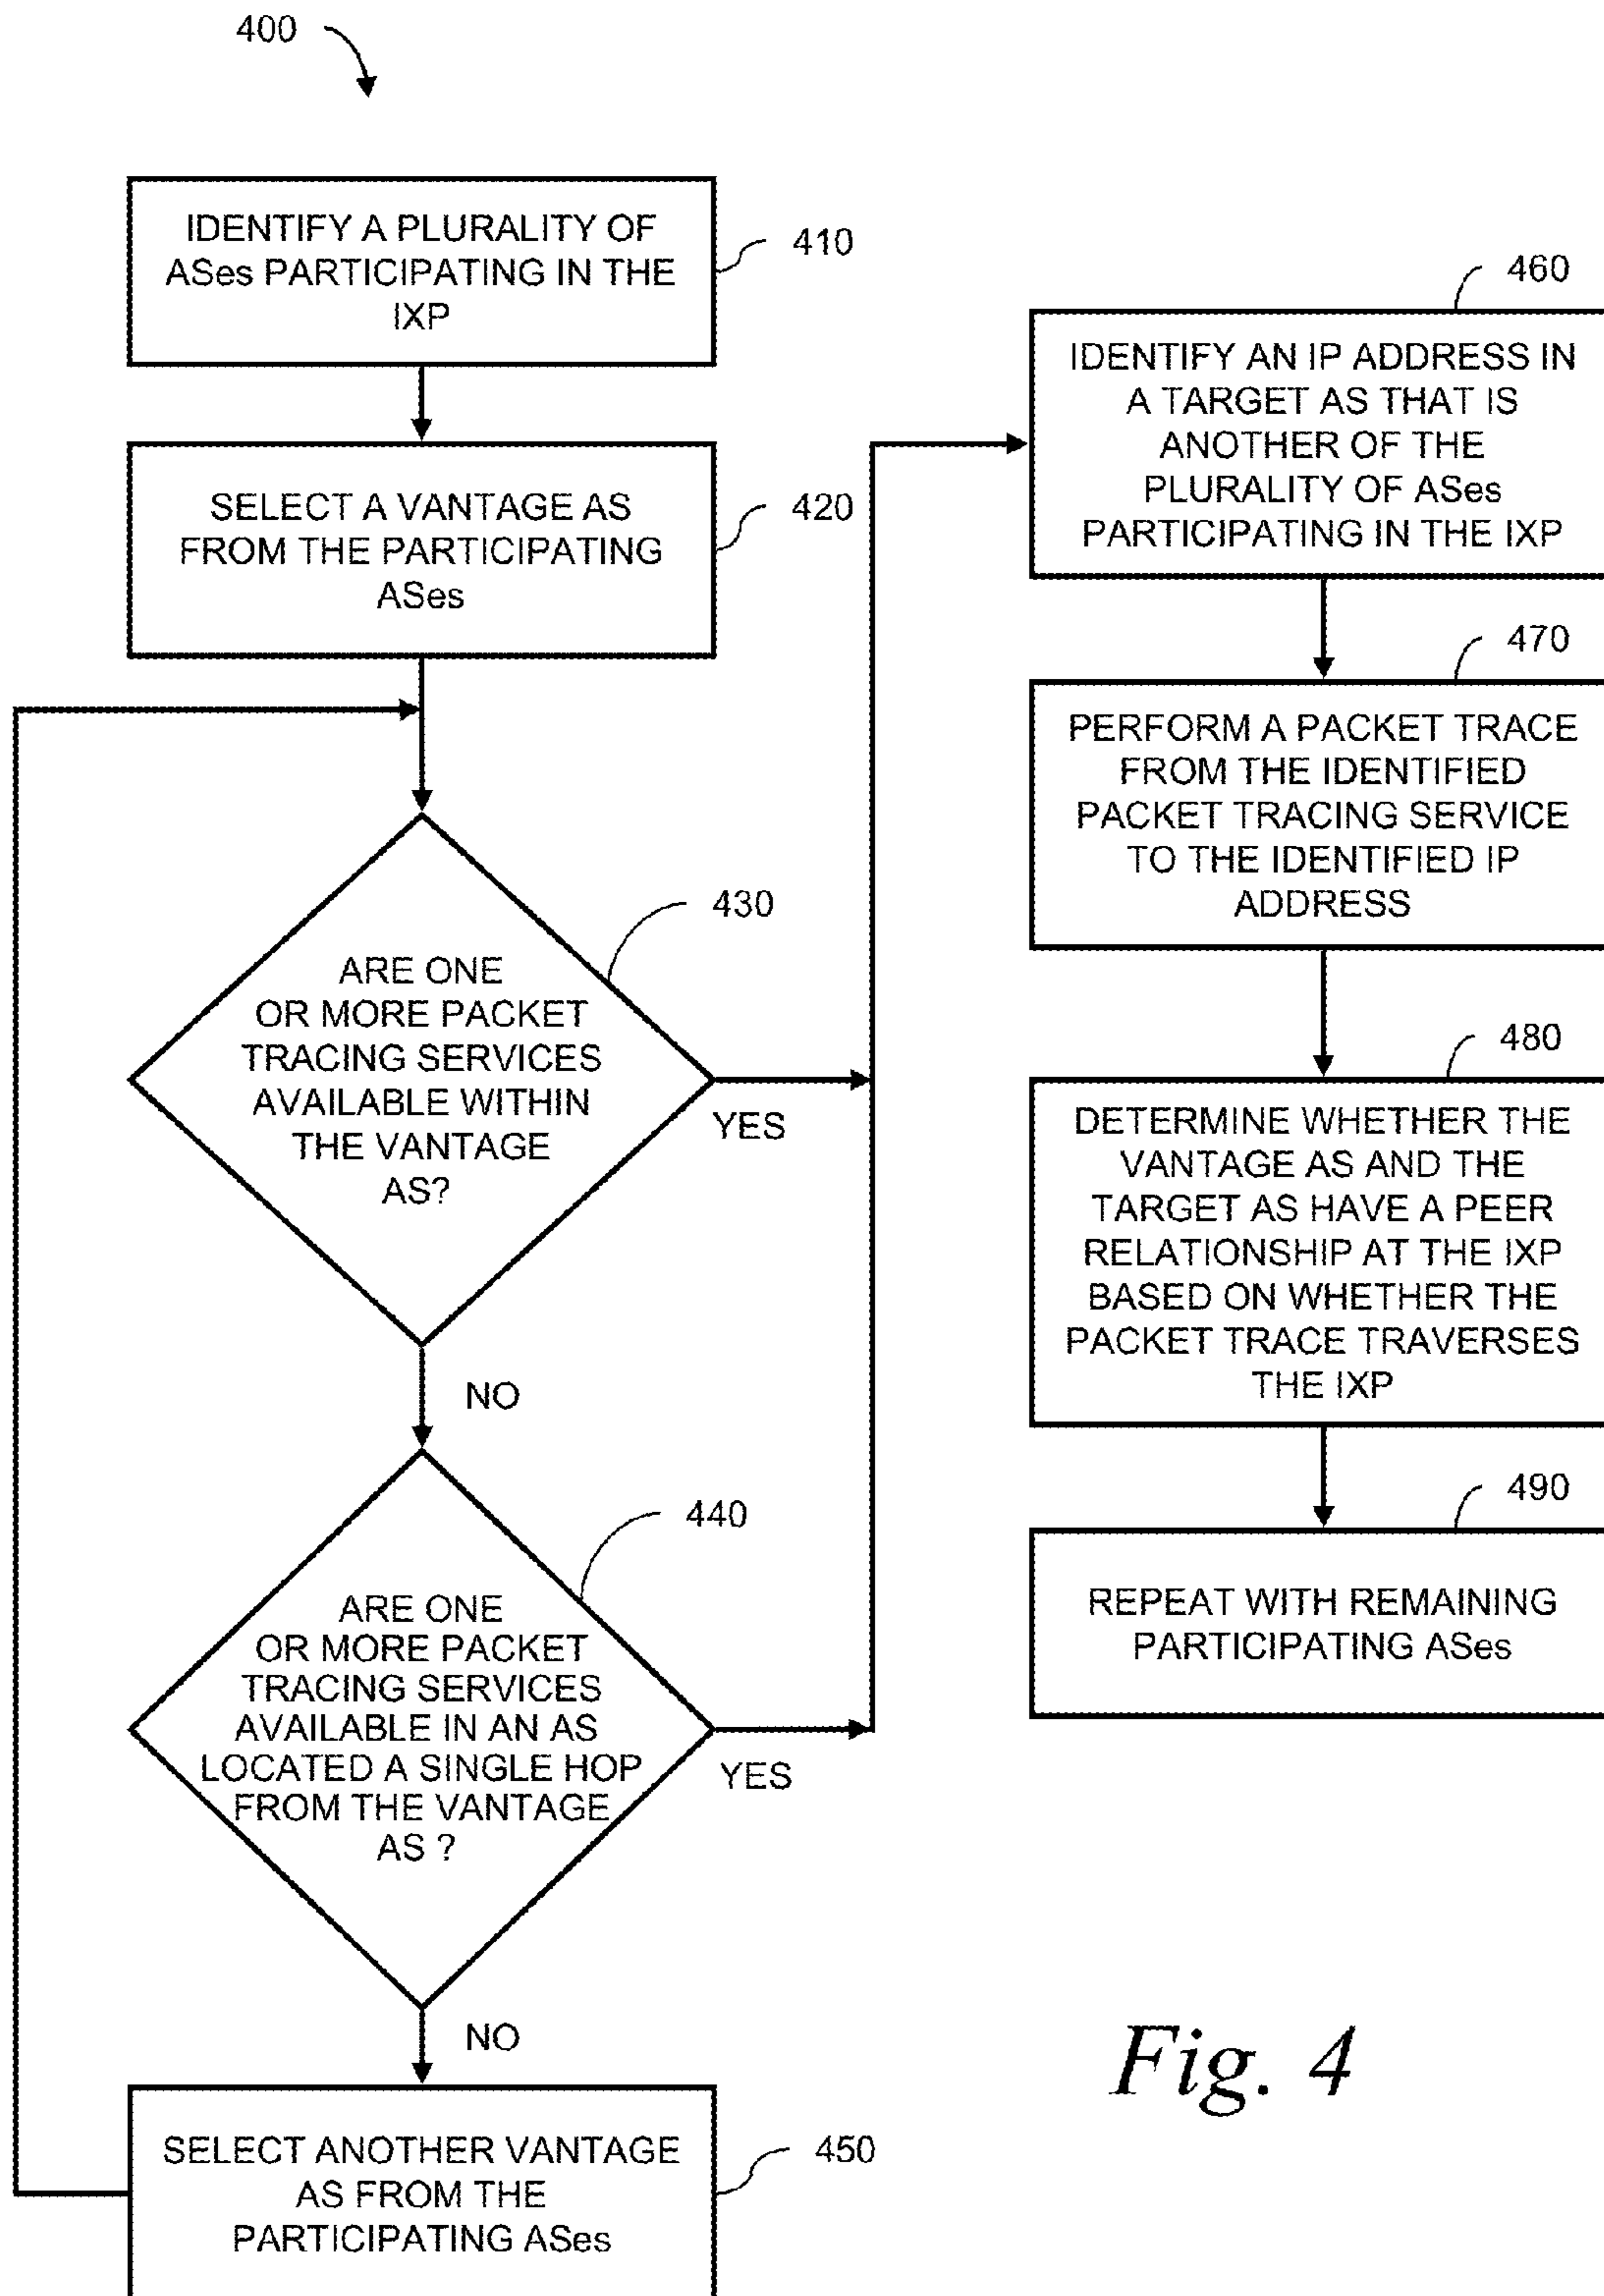 400
IDENTIFY A PLURALITY OF
ASes PARTICIPATING IN THE
IXP
410
SELECT A VANTAGE AS
FROM THE PARTICIPATING
ASes
420
ARE ONE
OR MORE PACKET
TRACING SERVICES
AVAILABLE WITHIN
THE VANTAGE
AS?
430
YES
NO
ARE ONE
OR MORE PACKET
TRACING SERVICES
AVAILABLE IN AN AS
LOCATED A SINGLE HOP
FROM THE VANTAGE
AS ?
440
YES
NO
SELECT ANOTHER VANTAGE
AS FROM THE
PARTICIPATING ASes
450
460
IDENTIFY AN IP ADDRESS IN
A TARGET AS THAT IS
ANOTHER OF THE
PLURALITY OF ASes
PARTICIPATING IN THE IXP
470
PERFORM A PACKET TRACE
FROM THE IDENTIFIED
PACKET TRACING SERVICE
TO THE IDENTIFIED IP
ADDRESS
480
DETERMINE WHETHER THE
VANTAGE AS AND THE
TARGET AS HAVE A PEER
RELATIONSHIP AT THE IXP
BASED ON WHETHER THE
PACKET TRACE TRAVERSES
THE IXP
490
REPEAT WITH REMAINING
PARTICIPATING ASes
Fig. 4